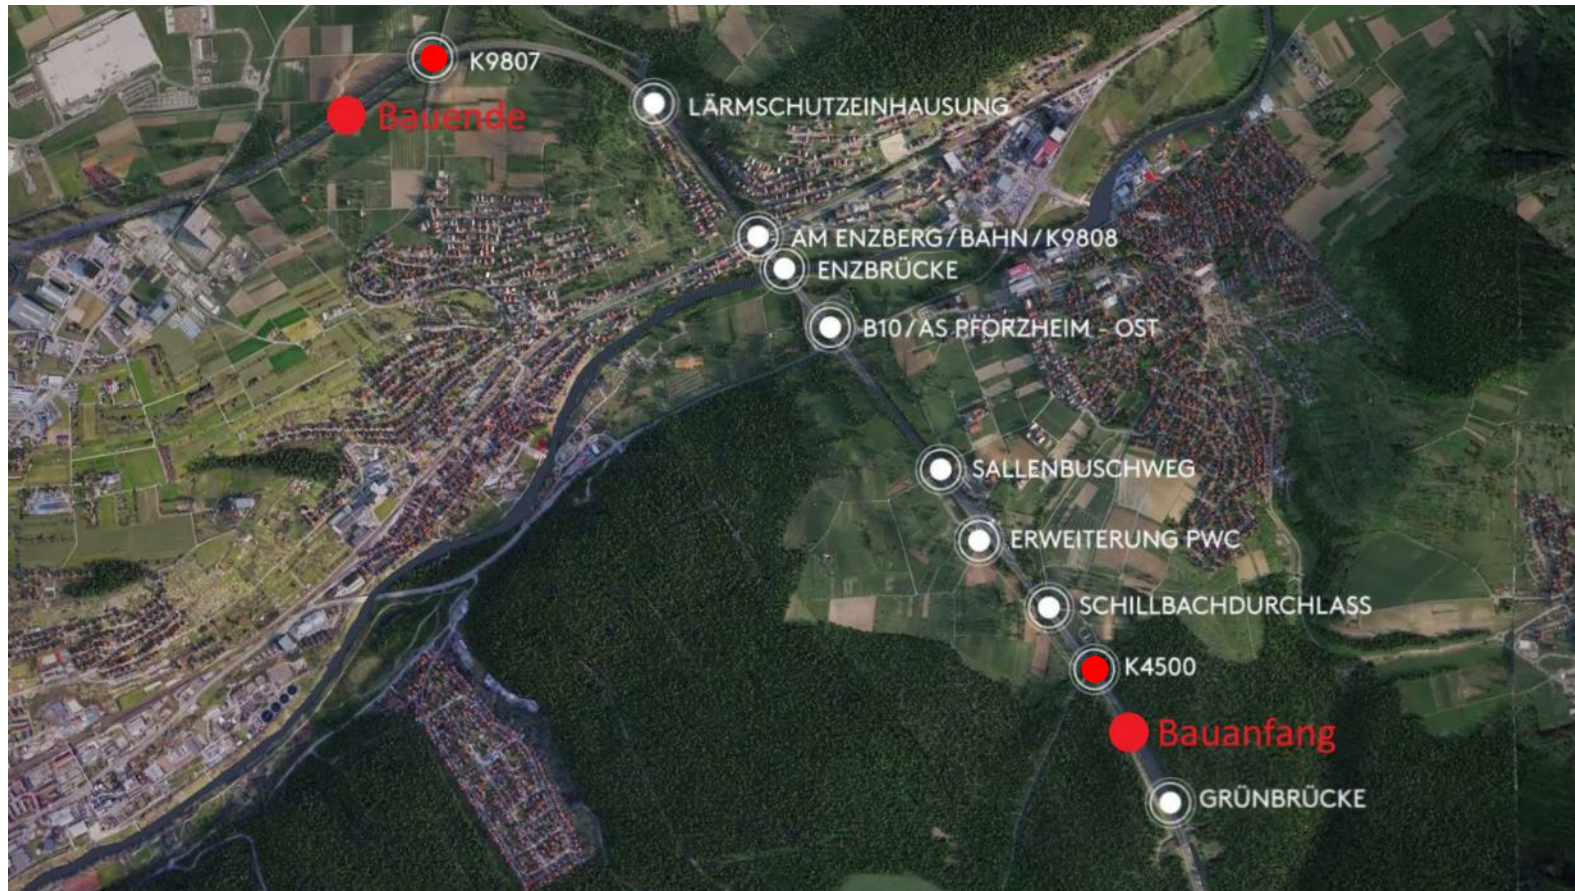 K9807
Bauende
LÄRMSCHUTZEINHAUSUNG
AM ENZBERG/BAHN/K9808
ENZBRÜCKE
B10/AS PFORZHEIM - OST
SALLENBUSCHWEG
ERWEITERUNG PWC
SCHILLBACHDURCHLASS
K4500
Bauanfang
GRÜNBRÜCKE